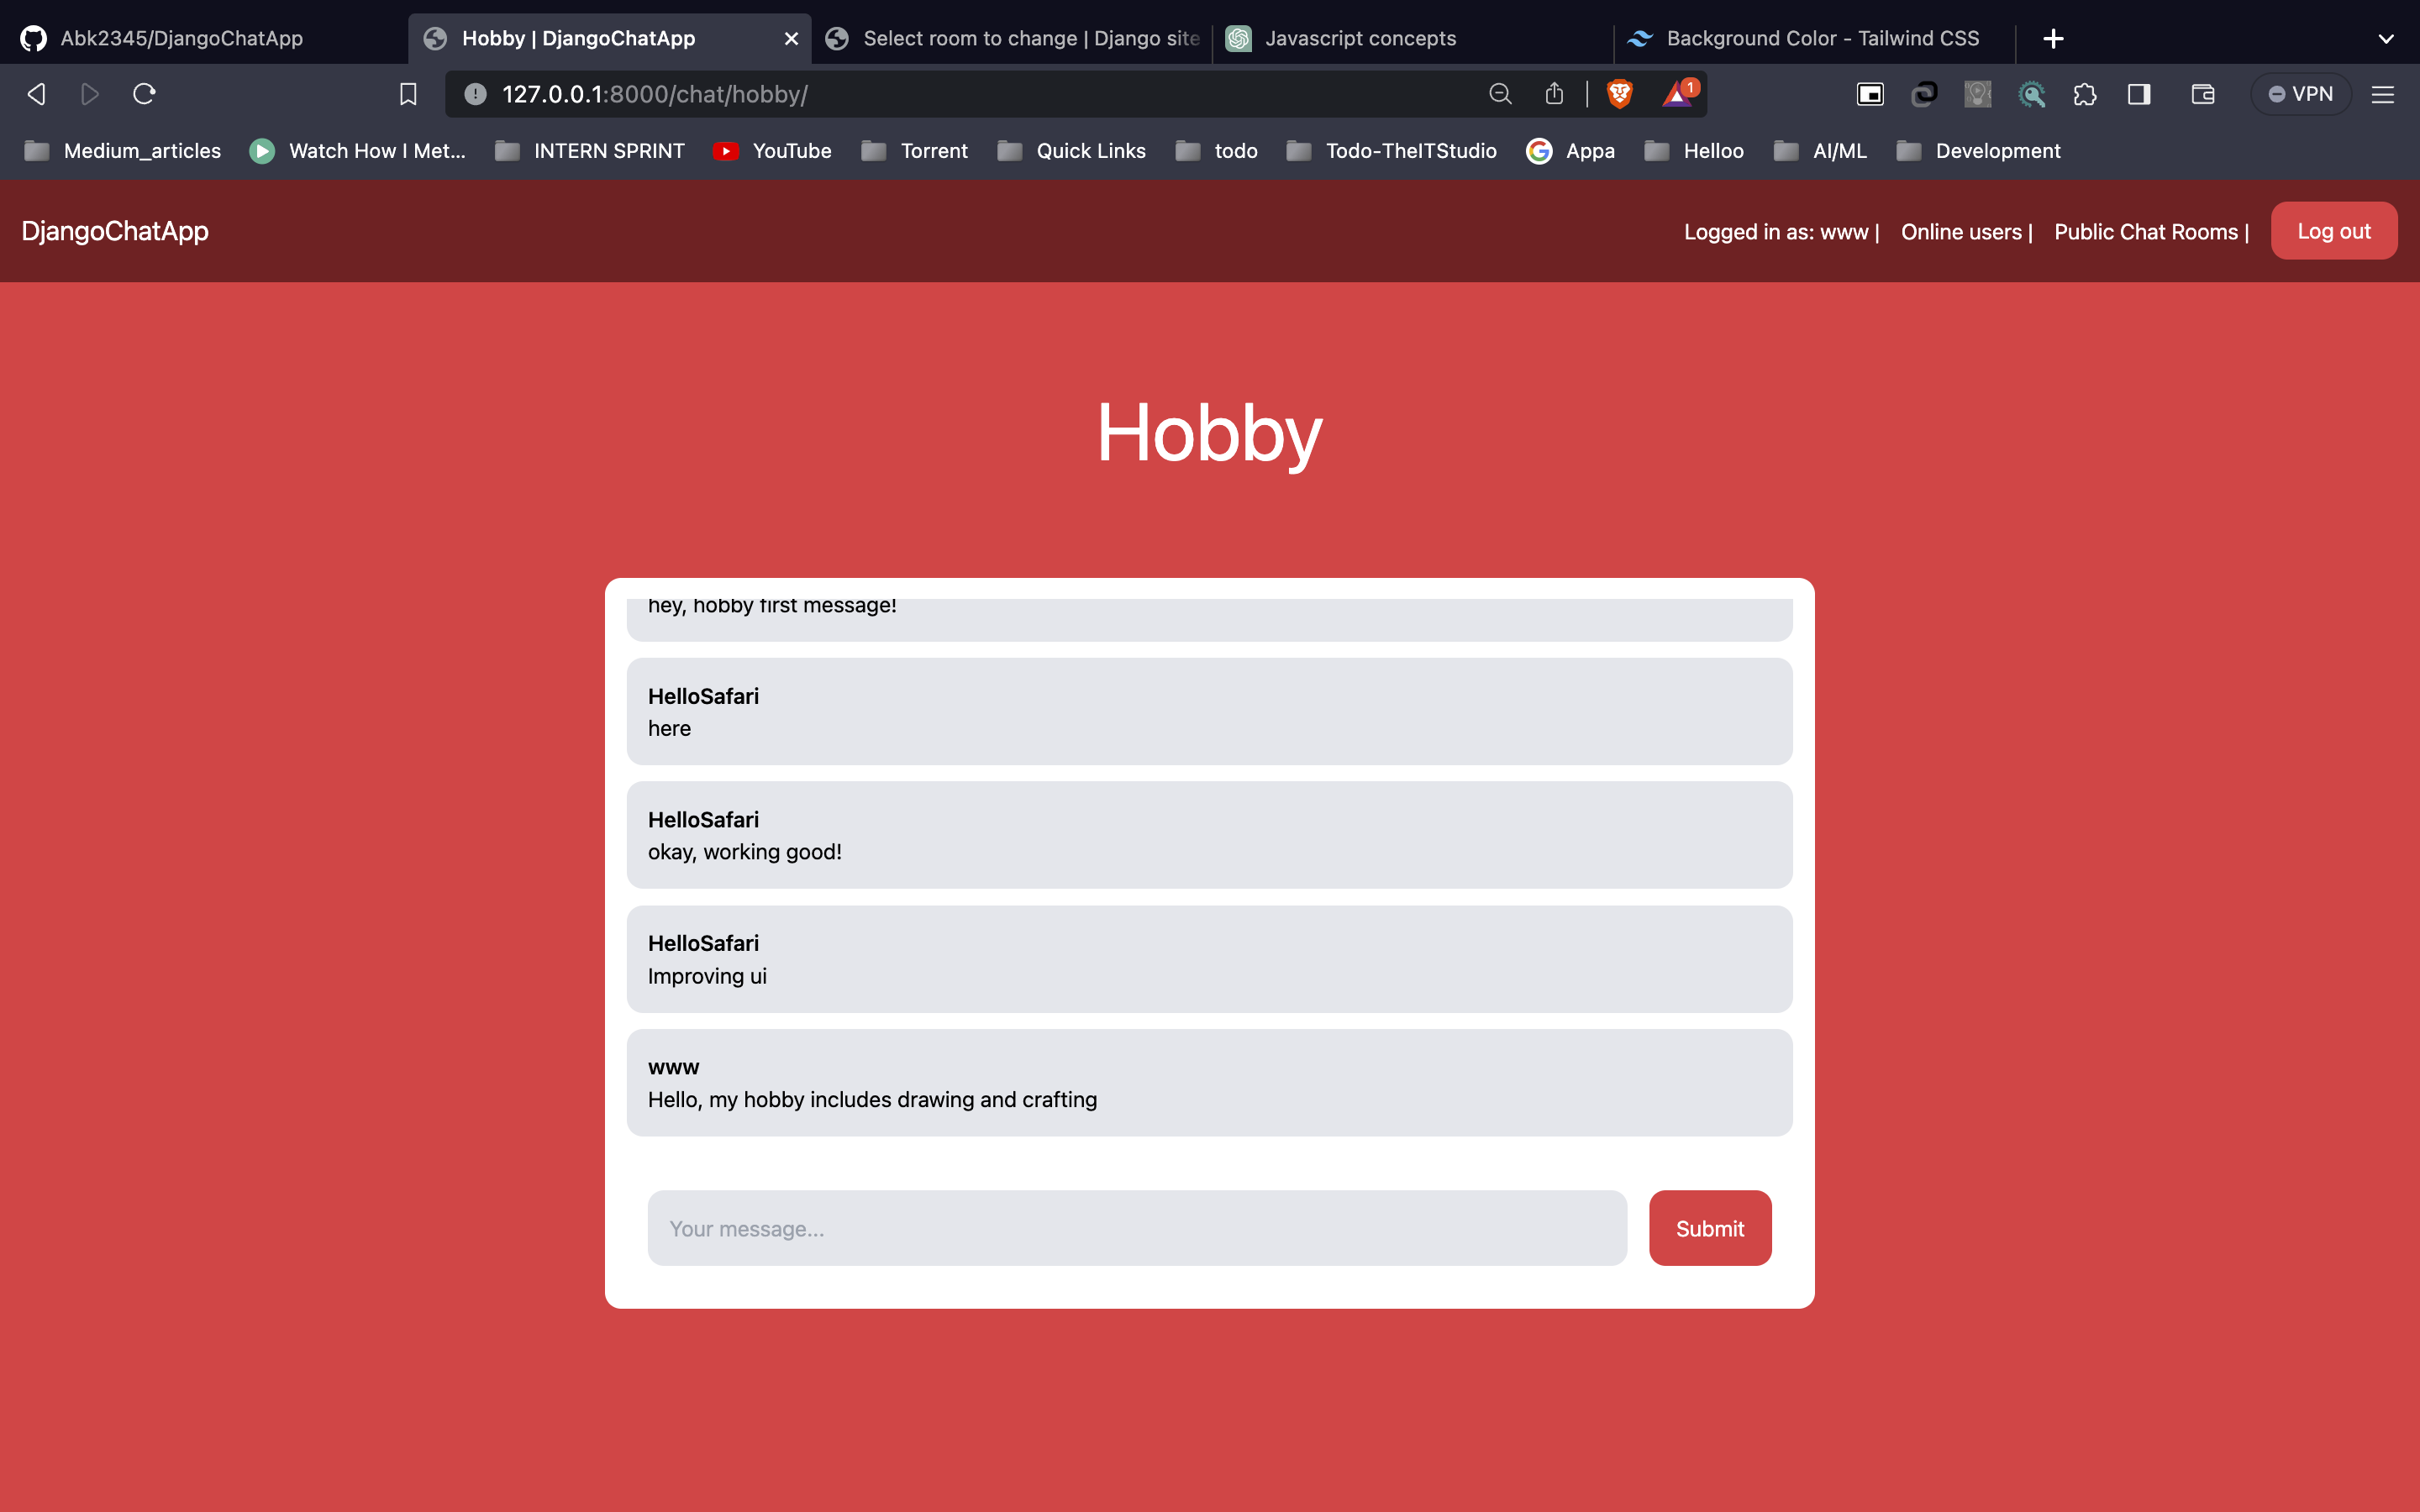 Abk2345/DjangoChatApp
Hobby | DjangoChatApp
Select room to change | Django site
Javascript concepts
Background Color - Tailwind CSS
127.0.0.1:8000/chat/hobby/
1
VPN
Medium_articles
Watch How I Met...
INTERN SPRINT
YouTube
Torrent
Quick Links
todo
Todo-TheITStudio
Appa
Helloo
AI/ML
Development
DjangoChatApp
Logged in as: www |
Online users |
Public Chat Rooms |
Log out
Hobby
hey, hobby first message!
HelloSafari
here
HelloSafari
okay, working good!
HelloSafari
Improving ui
www
Hello, my hobby includes drawing and crafting
Your message...
Submit